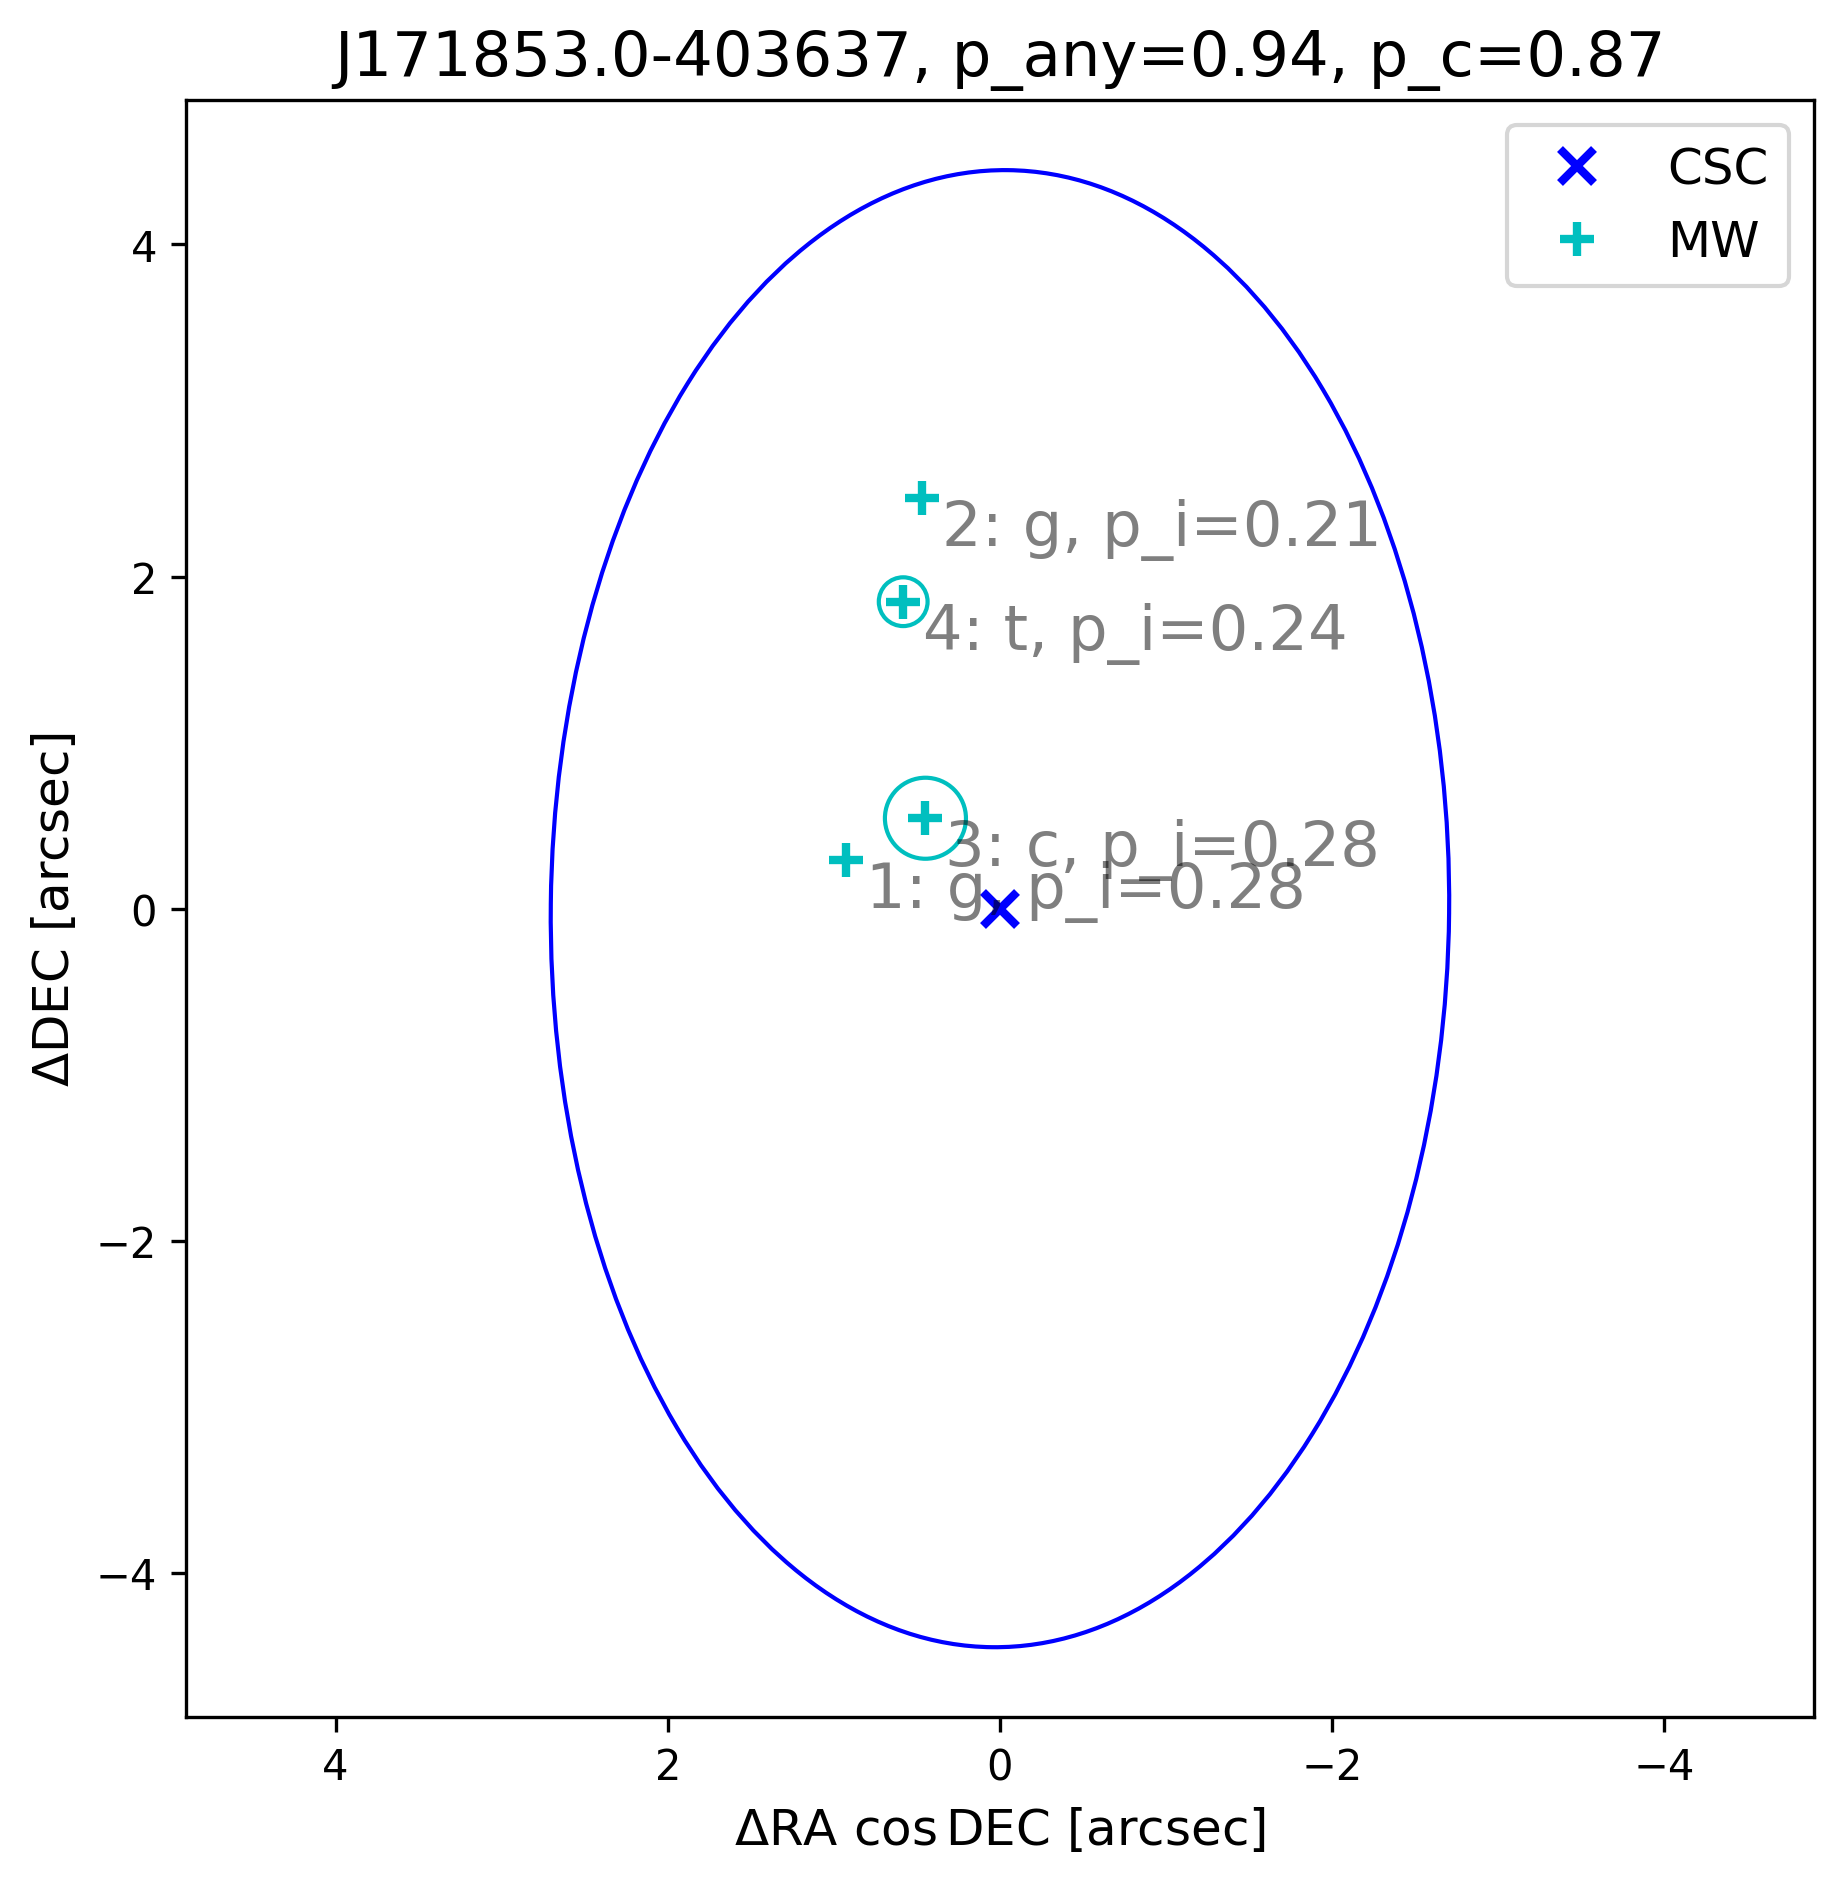 J171853.0-403637, p_any=0.94, p_c=0.87
CSC
MW
2: g, p_i=0.21
4: t, p_i=0.24
3: c, p_i=0.28
1: g, p_i=0.28
4
2
0
−2
−4
ΔDEC [arcsec]
4
2
0
−2
−4
ΔRA cos DEC [arcsec]